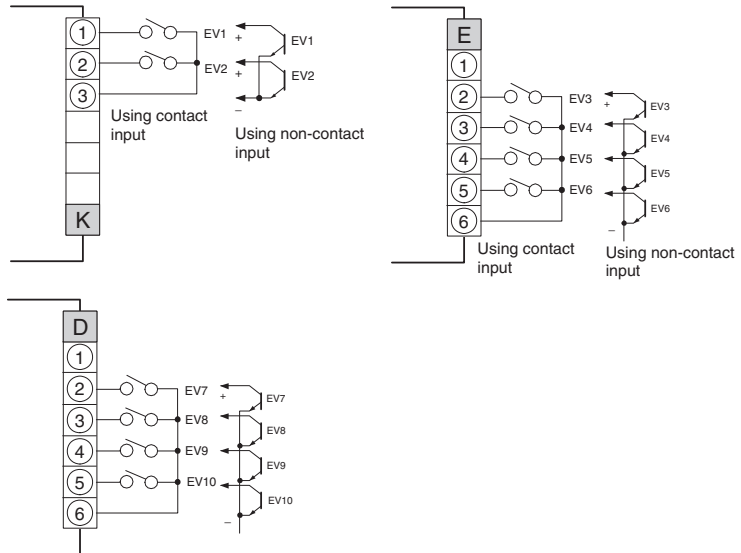 1
2
3
K
EV1
+
EV2
+
–
EV1
EV2
Using contact
input
Using non-contact
input
E
1
2
3
4
5
6
EV3
+
EV4
EV5
EV6
–
EV3
EV4
EV5
EV6
Using contact
input
Using non-contact
input
D
1
2
3
4
5
6
EV7
+
EV8
EV9
EV10
–
EV7
EV8
EV9
EV10